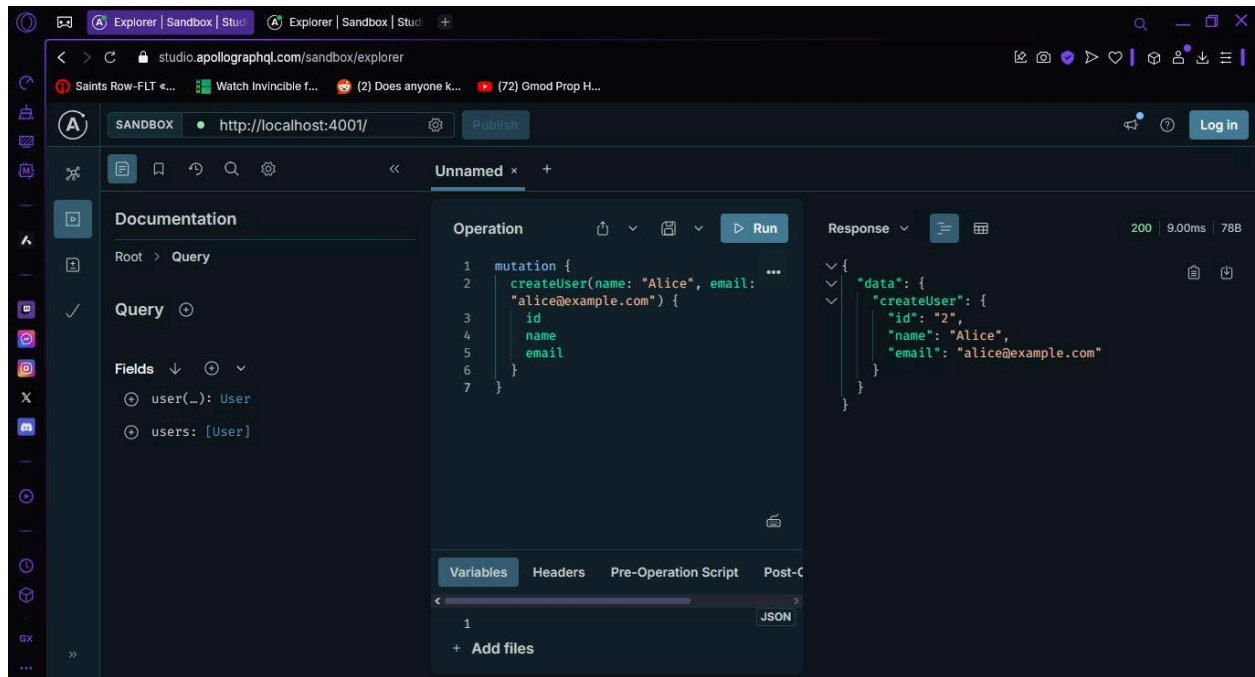 Explorer | Sandbox | Stud
Explorer | Sandbox | Studi
studio.apollographql.com/sandbox/explorer
Saints Row-FLT «...
Watch Invincible f...
(2) Does anyone k...
(72) Gmod Prop H...
SANDBOX
http://localhost:4001/
Publish
Log in
Unnamed
Documentation
Root > Query
Query
Fields
user(…): User
users: [User]
Operation
Run
1 mutation {
2 createUser(name: "Alice", email:
"alice@example.com") {
3 id
4 name
5 email
6 }
7 }
Variables
Headers
Pre-Operation Script
Post-O
JSON
1
+ Add files
Response
200
9.00ms
78B
{
"data": {
"createUser": {
"id": "2",
"name": "Alice",
"email": "alice@example.com"
}
}
}
GX